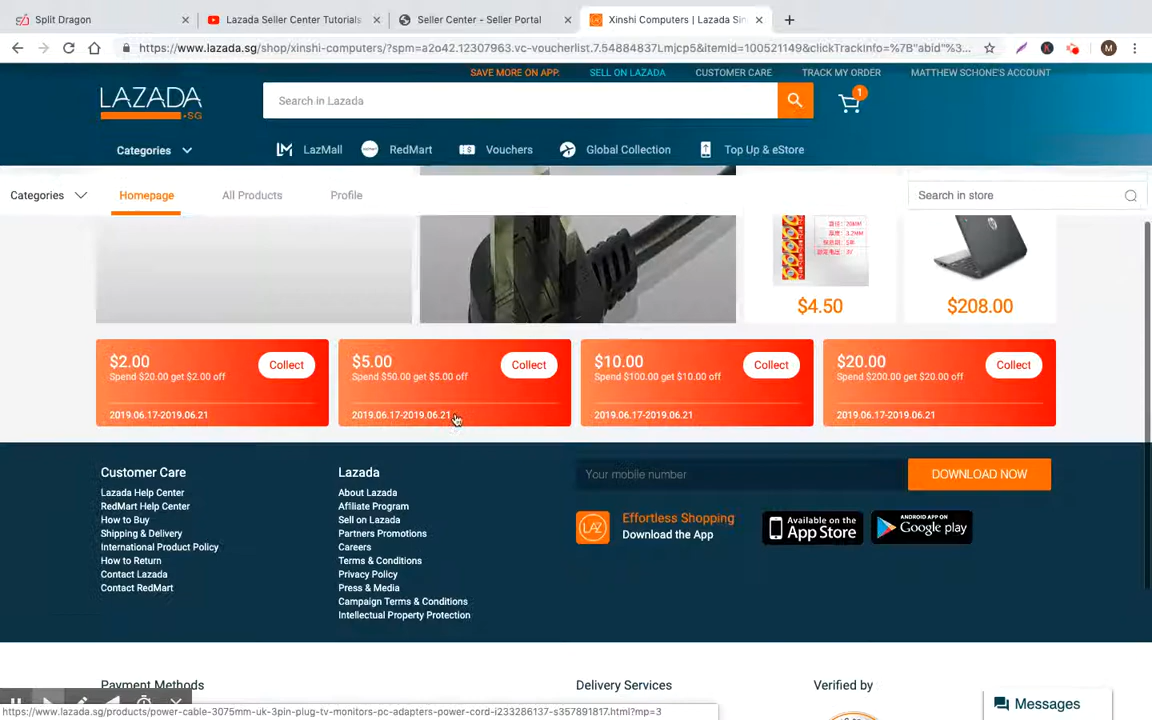 Split Dragon
Lazada Seller Center Tutorials
Seller Center - Seller Portal
Xinshi Computers | Lazada Sin
https://www.lazada.sg/shop/xinshi-computers/?spm=a2o42.12307963.vc-voucherlist.7.54884837Lmjcp5&itemId=100521149&clickTrackInfo=%7B"abid"%3...
M
SAVE MORE ON APP.
SELL ON LAZADA
CUSTOMER CARE
TRACK MY ORDER
MATTHEW SCHONE'S ACCOUNT
LAZADA
.SG
Search in Lazada
1
Categories
LazMall
RedMart
Vouchers
Global Collection
Top Up & eStore
Categories
Homepage
All Products
Profile
Search in store
$4.50
$208.00
$2.00
Spend $20.00 get $2.00 off
Collect
2019.06.17-2019.06.21
$5.00
Spend $50.00 get $5.00 off
Collect
2019.06.17-2019.06.21
$10.00
Spend $100.00 get $10.00 off
Collect
2019.06.17-2019.06.21
$20.00
Spend $200.00 get $20.00 off
Collect
2019.06.17-2019.06.21
Customer Care
Lazada Help Center
RedMart Help Center
How to Buy
Shipping & Delivery
International Product Policy
How to Return
Contact Lazada
Contact RedMart
Lazada
About Lazada
Affiliate Program
Sell on Lazada
Partners Promotions
Careers
Terms & Conditions
Privacy Policy
Press & Media
Campaign Terms & Conditions
Intellectual Property Protection
Your mobile number
DOWNLOAD NOW
LAZ
Effortless Shopping
Download the App
Available on the
App Store
ANDROID APP ON
Google play
Payment Methods
Delivery Services
Verified by
Messages
https://www.lazada.sg/products/power-cable-3075mm-uk-3pin-plug-tv-monitors-pc-adapters-power-cord-i233286137-s357891817.html?mp=3